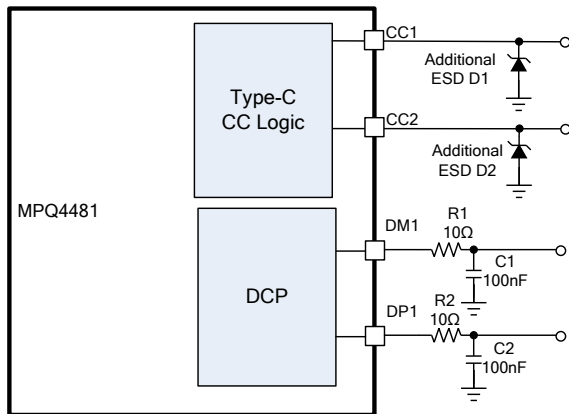 CC1
Additional
ESD D1
Type-C
CC Logic
CC2
Additional
ESD D2
MPQ4481
DM1
R1
10Ω
C1
100nF
DCP
DP1
R2
10Ω
C2
100nF